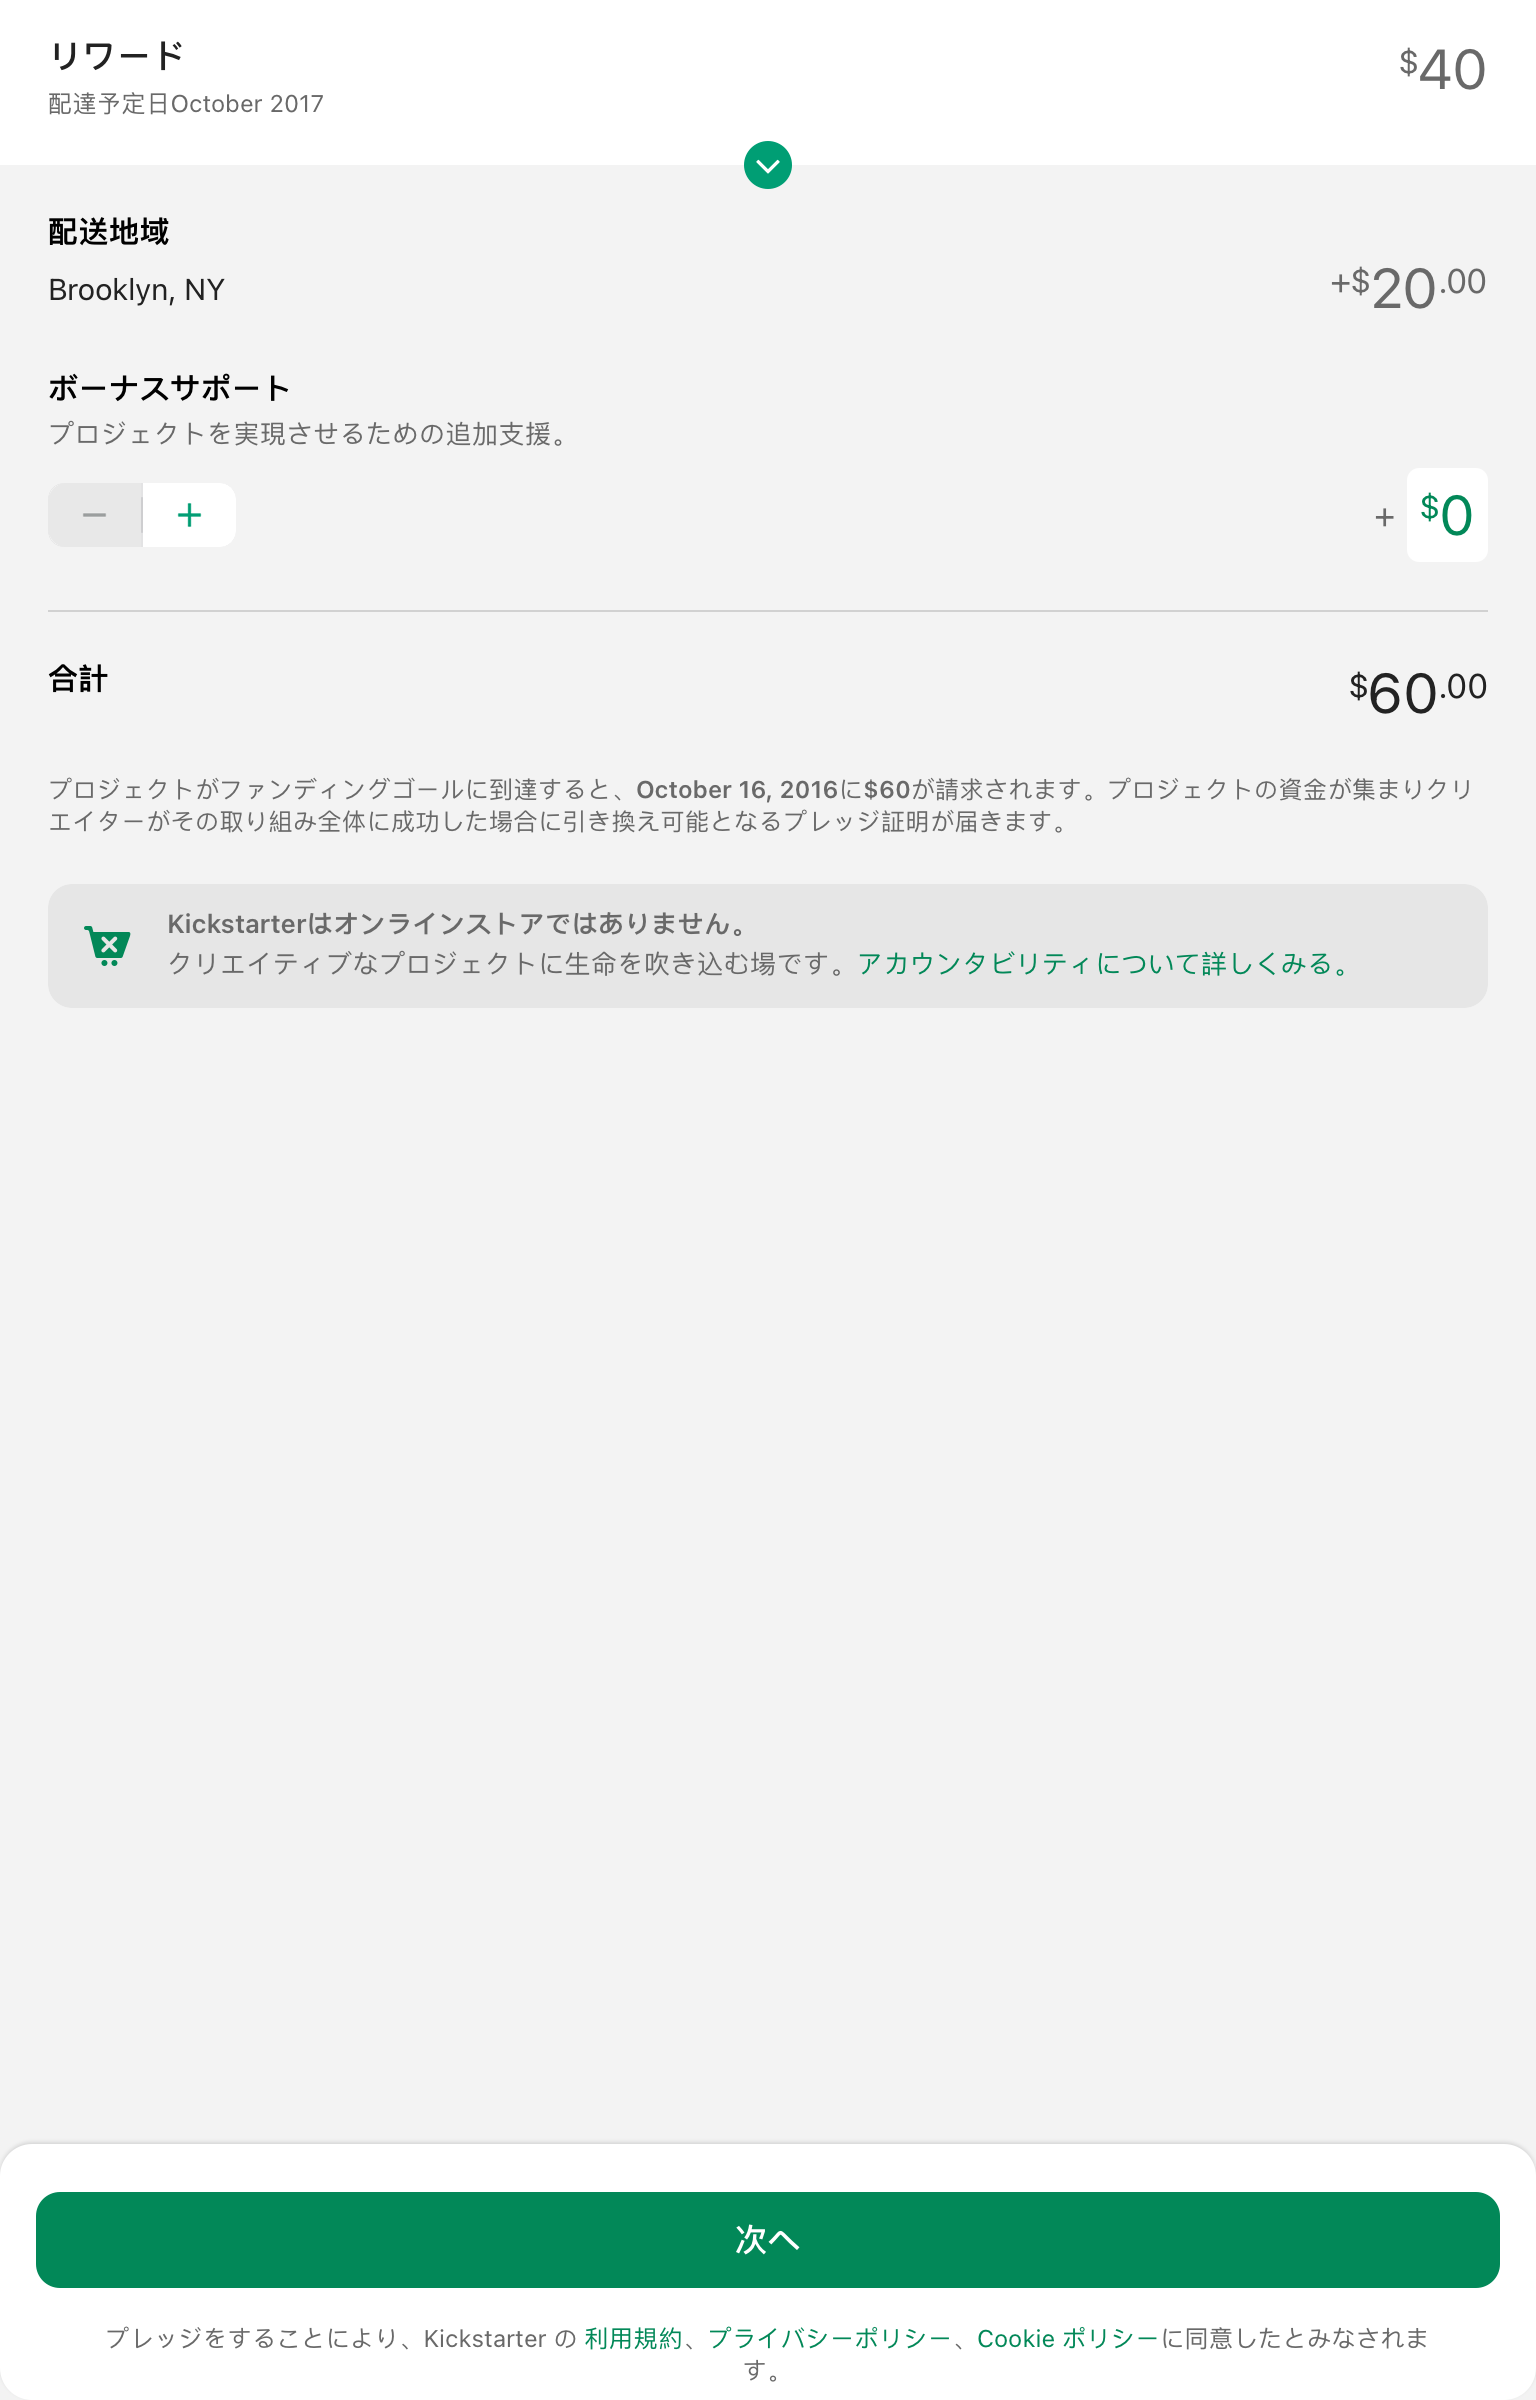 リワード
$40
配達予定日October 2017
配送地域
Brooklyn, NY
+$20.00
ボーナスサポート
プロジェクトを実現させるための追加支援。
− +
+ $0
合計
$60.00
プロジェクトがファンディングゴールに到達すると、October 16, 2016に$60が請求されます。プロジェクトの資金が集まりクリ
エイターがその取り組み全体に成功した場合に引き換え可能となるプレッジ証明が届きます。
Kickstarterはオンラインストアではありません。
クリエイティブなプロジェクトに生命を吹き込む場です。アカウンタビリティについて詳しくみる。
次へ
プレッジをすることにより、Kickstarter の 利用規約、プライバシーポリシー、Cookie ポリシーに同意したとみなされま
す。